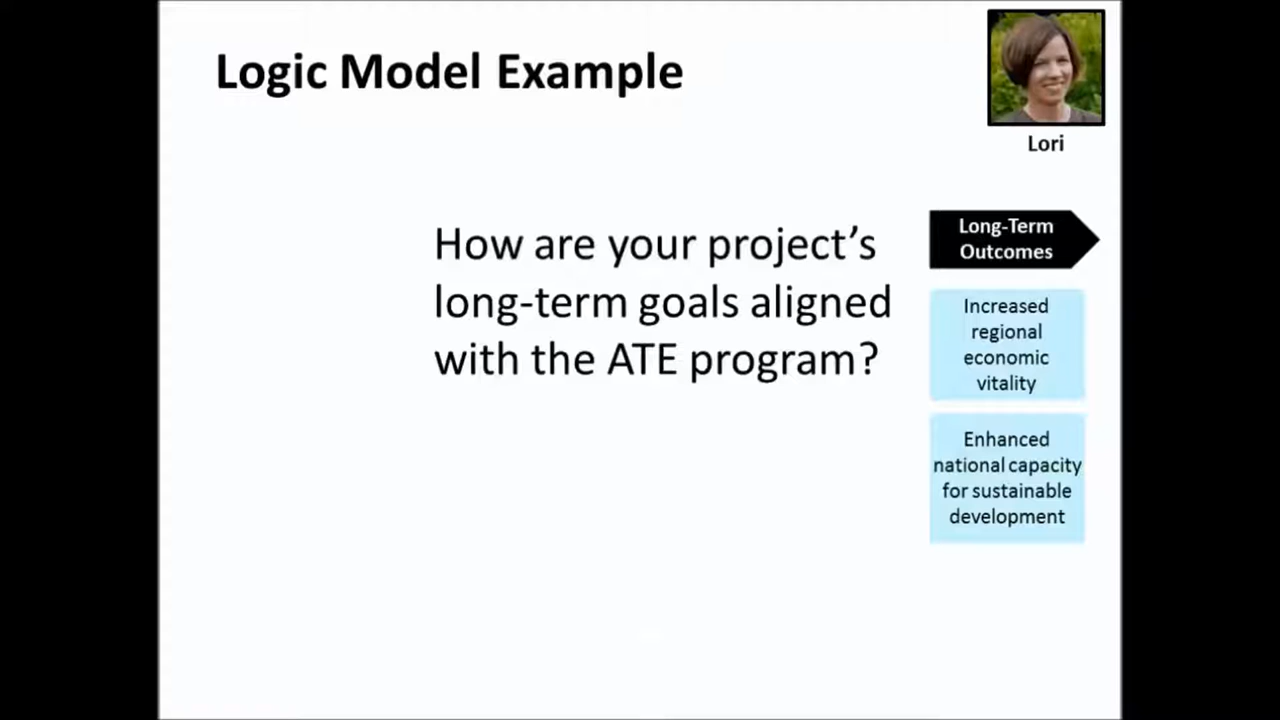 Logic Model Example
Lori
How are your project's
long-term goals aligned
with the ATE program?
Long-Term
Outcomes
Increased
regional
economic
vitality
Enhanced
national capacity
for sustainable
development